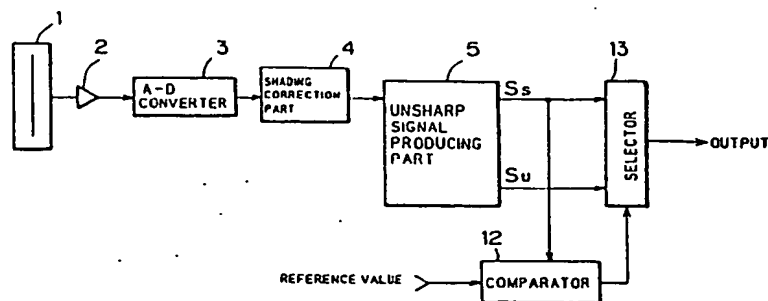 1
2
3
4
5
13
A-D
CONVERTER
SHADING
CORRECTION
PART
UNSHARP
SIGNAL
PRODUCING
PART
Ss
Su
SELECTOR
OUTPUT
12
REFERENCE VALUE
COMPARATOR